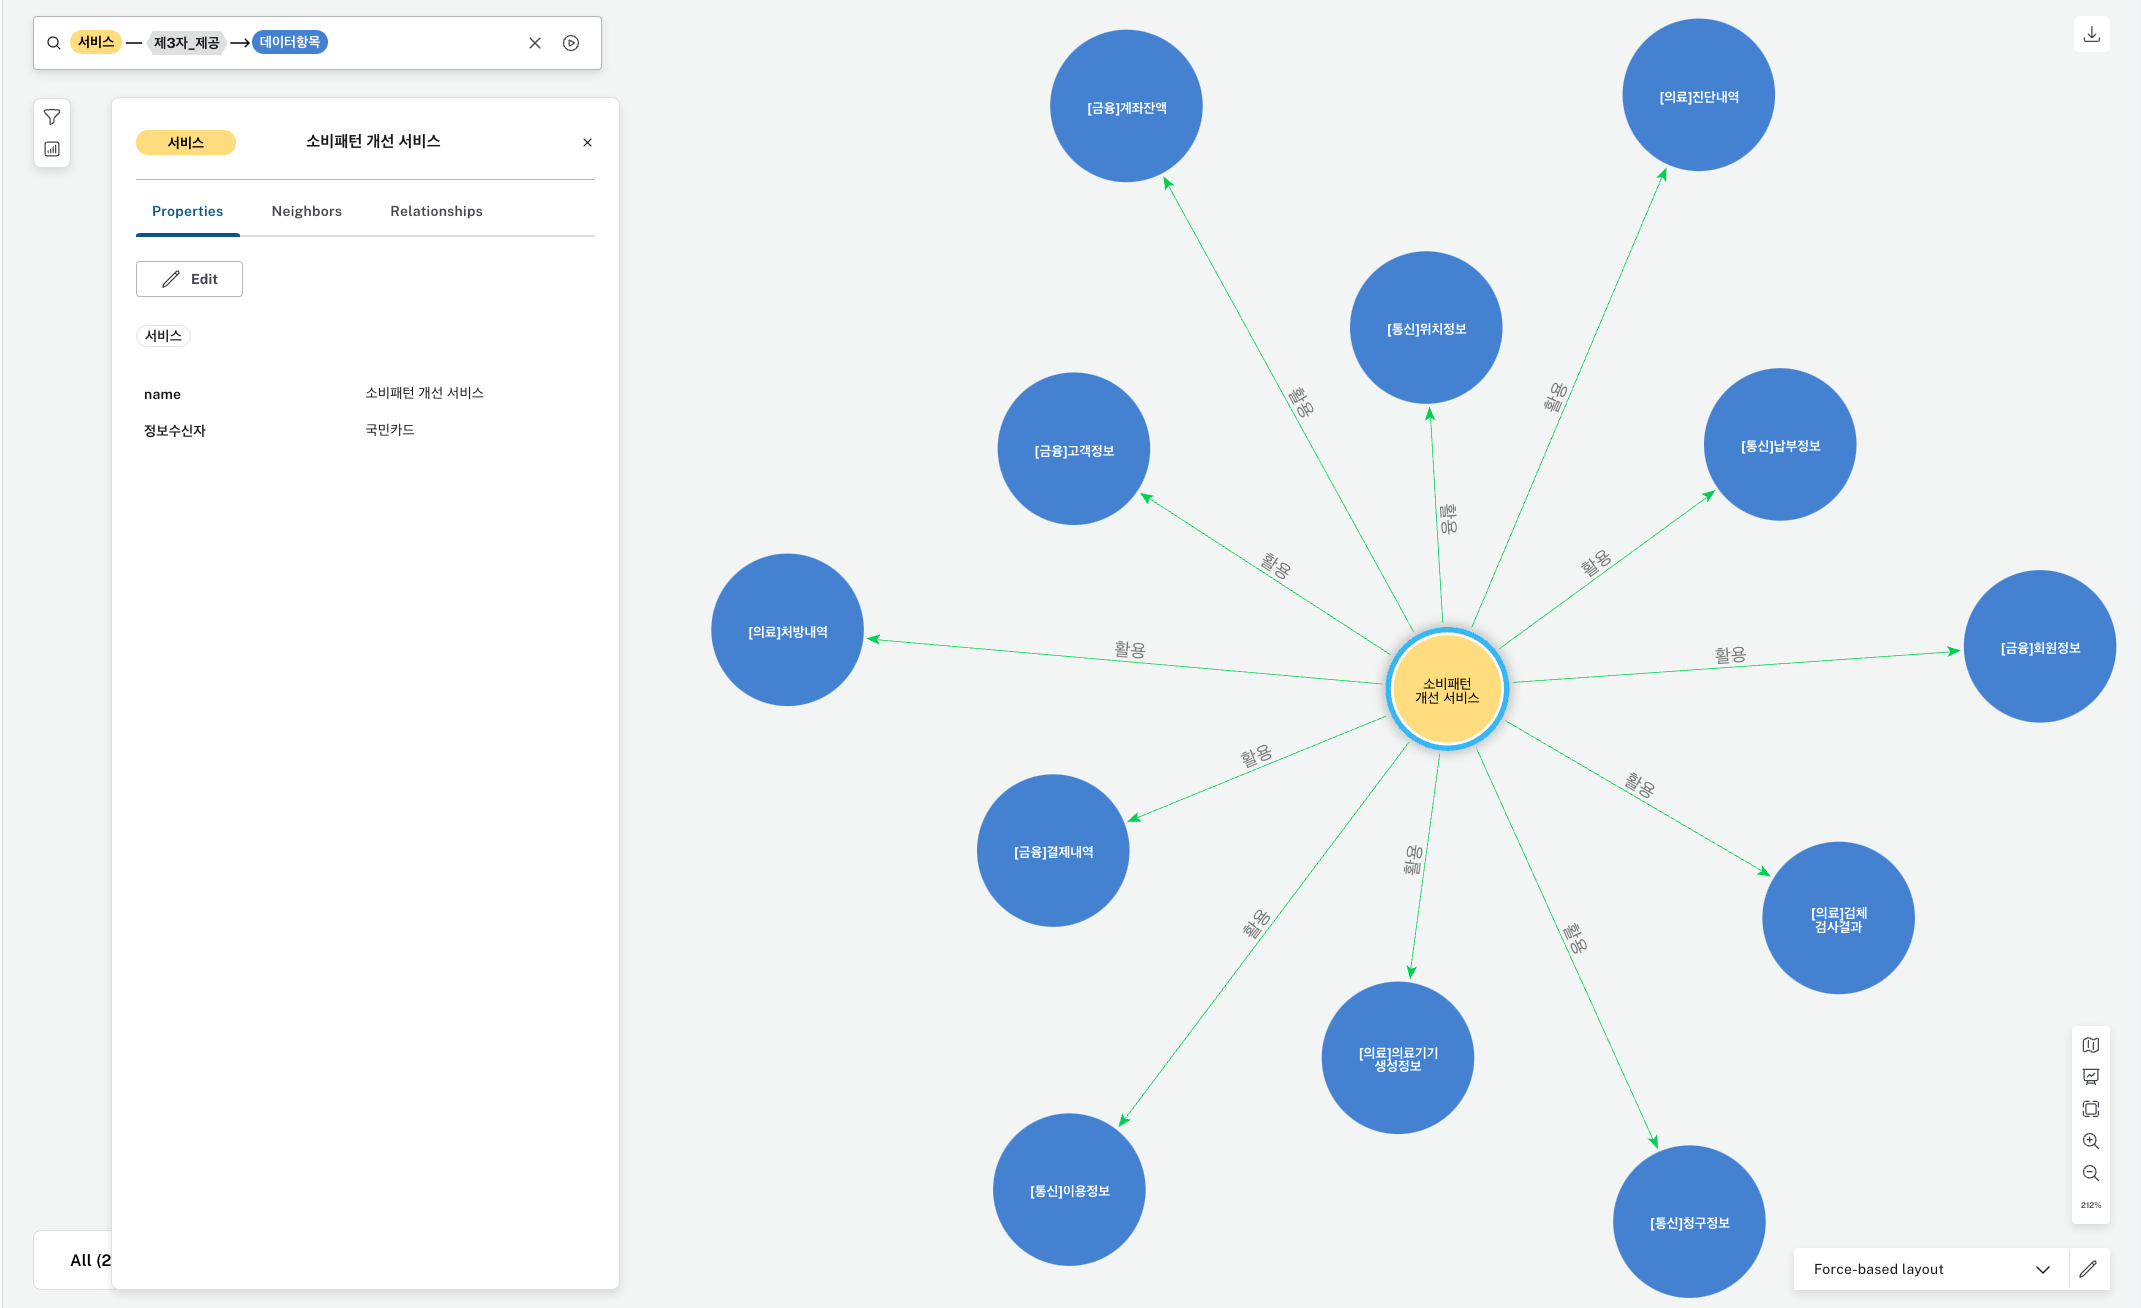 서비스 제3자_제공 데이터항목
서비스
소비패턴 개선 서비스
Properties Neighbors Relationships
Edit
서비스
name 소비패턴 개선 서비스
정보수신자 국민카드
All (2
[금융]계좌잔액
[의료]진단내역
[통신]위치정보
[통신]납부정보
[금융]고객정보
[의료]처방내역
[금융]회원정보
소비패턴
개선 서비스
[금융]결제내역
[의료]검체
검사결과
[의료]의료기기
생성정보
[통신]이용정보
[통신]청구정보
활용
활용
활용
활용
활용
활용
활용
활용
활용
활용
활용
활용
212%
Force-based layout